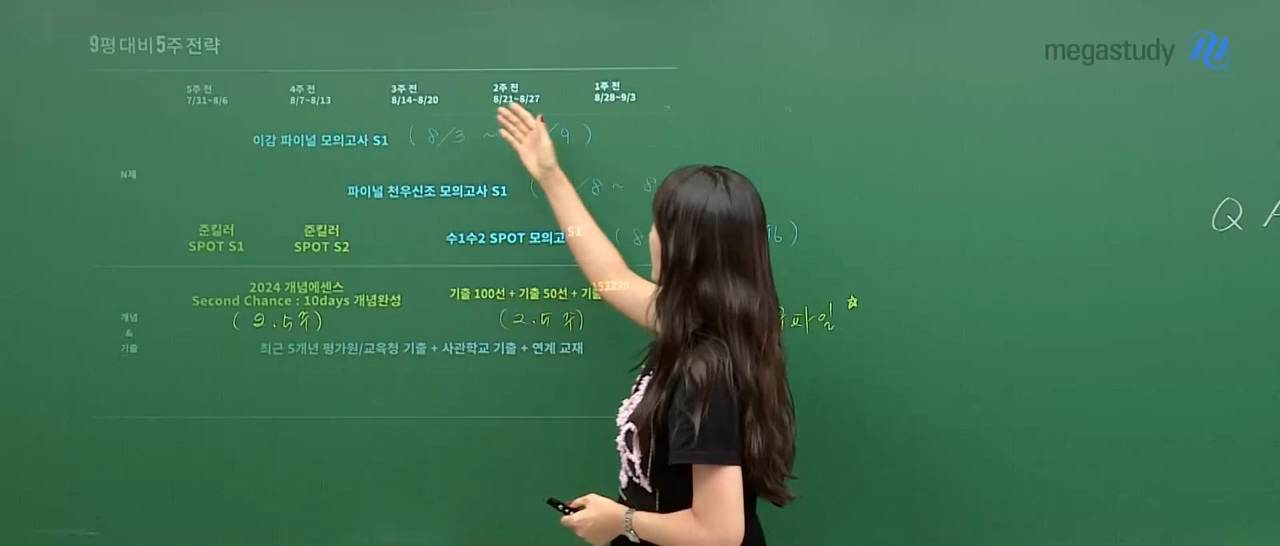 9평 대비 5주 전략
megastudy
5주 전 4주 전 3주 전 2주 전 1주 전
7/31~8/6 8/7~8/13 8/14~8/20 8/21~8/27 8/28~9/3
이감 파이널 모의고사 S1 ( 8/3 ~ /9 )
N제
파이널 천우신조 모의고사 S1 ( /8 ~ 8
준킬러 준킬러
SPOT S1 SPOT S2 수1수2 SPOT 모의고 S1 ( 8 16 )
Q
2024 개념에센스
Second Chance : 10days 개념완성 기출 100선 + 기출 50선 + 기출
개념 (2.5주) (2.5주) 파일
&
기출 최근 5개년 평가원/교육청 기출 + 사관학교 기출 + 연계 교재